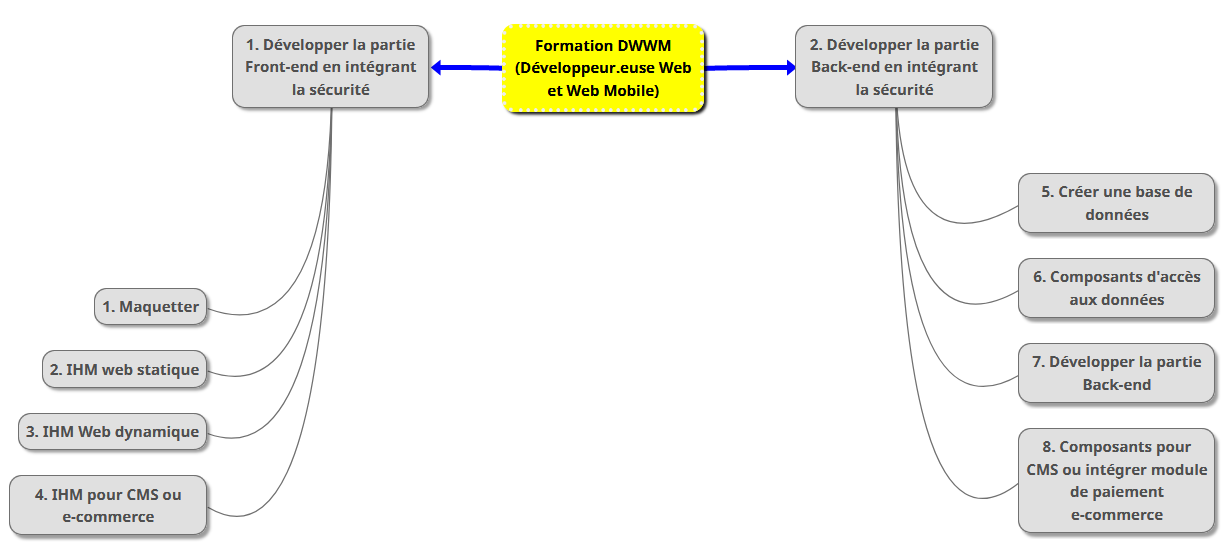 Formation DWWM
(Développeur.euse Web
et Web Mobile)
1. Développer la partie
Front-end en intégrant
la sécurité
1. Maquetter
2. IHM web statique
3. IHM Web dynamique
4. IHM pour CMS ou
e-commerce
2. Développer la partie
Back-end en intégrant
la sécurité
5. Créer une base de
données
6. Composants d'accès
aux données
7. Développer la partie
Back-end
8. Composants pour
CMS ou intégrer module
de paiement
e-commerce